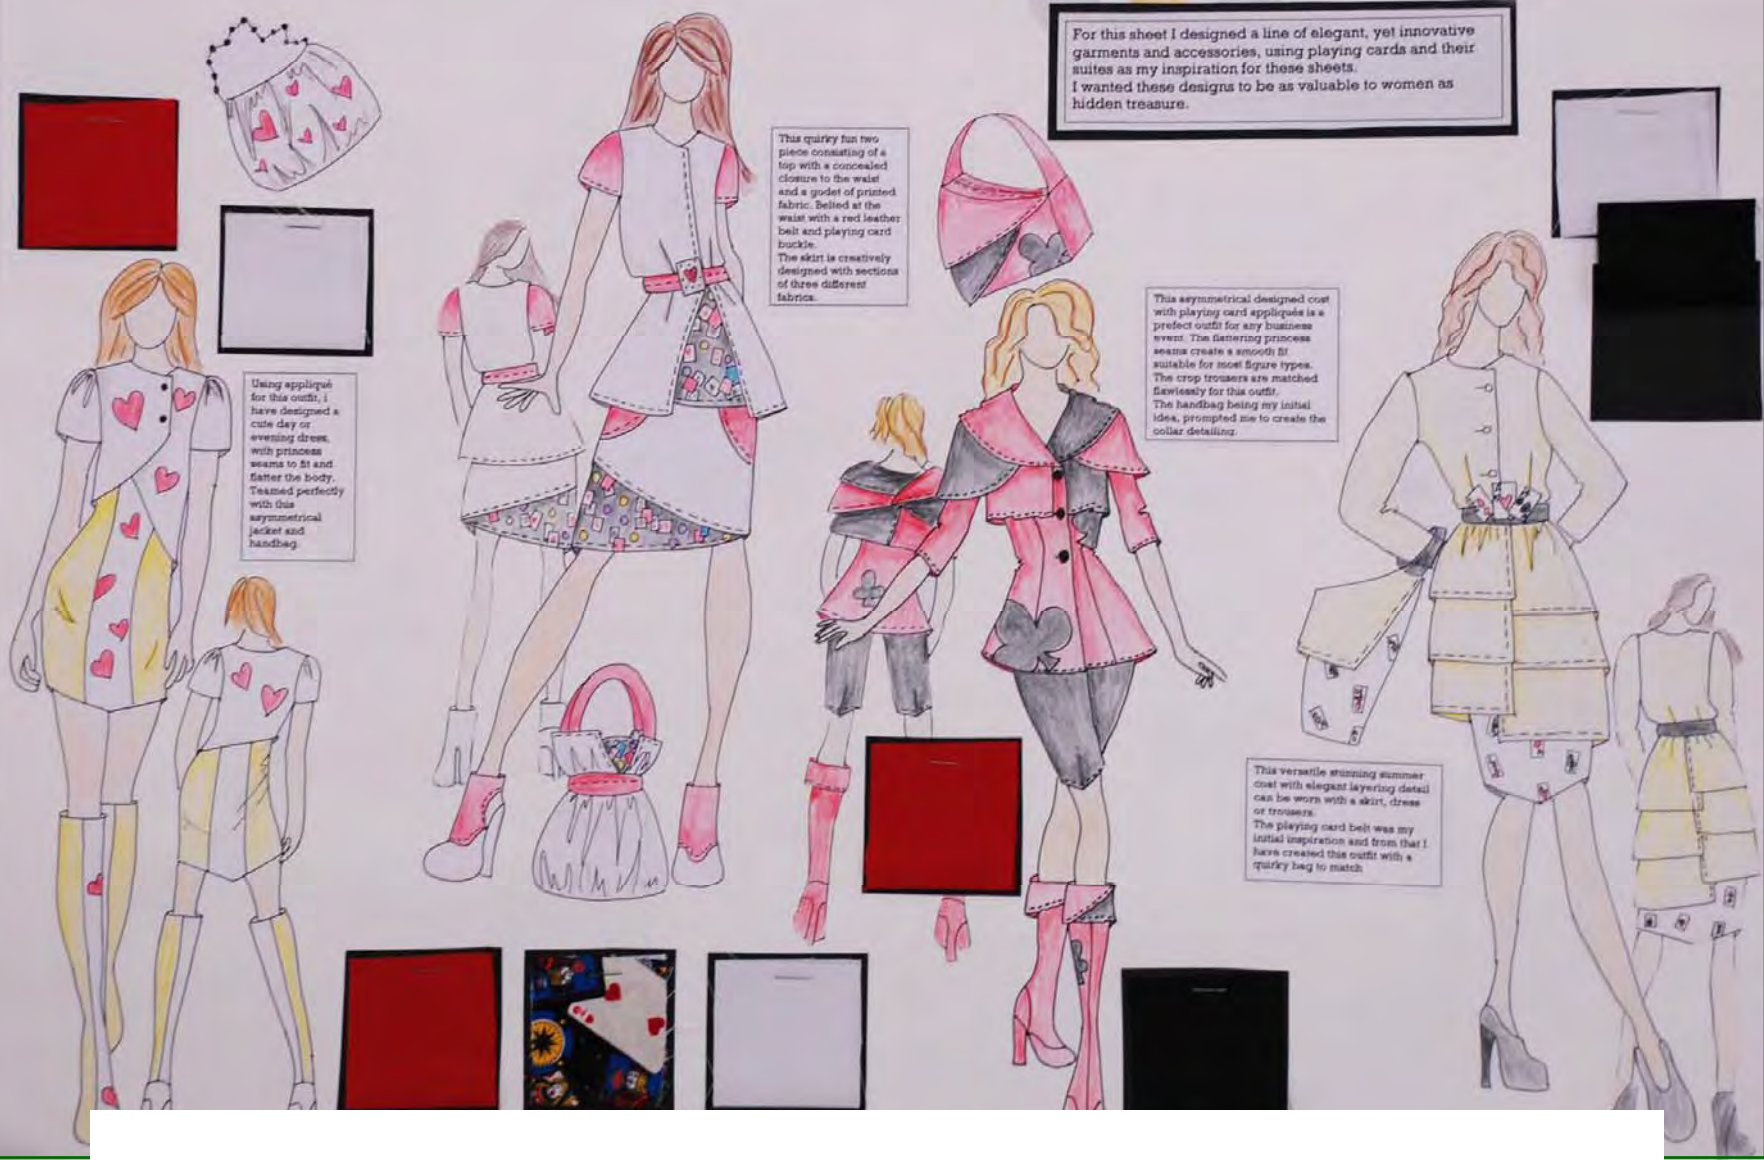 For this sheet I designed a line of elegant, yet innovative
garments and accessories, using playing cards and their
suites as my inspiration for these sheets.
I wanted these designs to be as valuable to women as
hidden treasure.
This quirky fun two
piece consisting of a
top with a concealed
closure to the waist
and a godet of printed
fabric. Belted at the
waist with a red leather
belt and playing card
buckle.
The skirt is creatively
designed with sections
of three different
fabrics.
This asymmetrical designed coat
with playing card appliqués is a
prefect outfit for any business
event. The flattering princess
seams create a smooth fit
suitable for most figure types.
The crop trousers are matched
flawlessly for this outfit.
The handbag being my initial
Idea, prompted me to create the
collar detailing.
Using appliqué
for this outfit, i
have designed a
cute day or
evening dress,
with princess
seams to fit and
flatter the body.
Teamed perfectly
with this
asymmetrical
jacket and
handbag.
This versatile stunning summer
coat with elegant layering detail
can be worn with a skirt, dress
or trousers.
The playing card belt was my
initial inspiration and from that I
have created this outfit with a
quirky bag to match